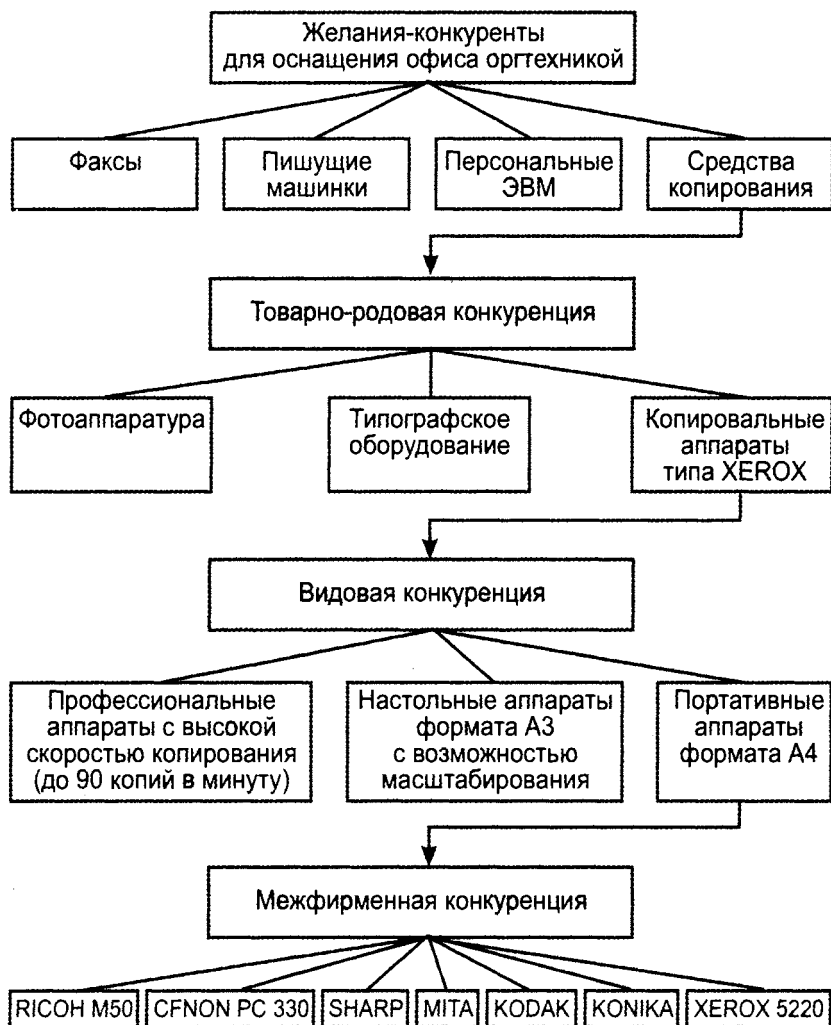 Желания-конкуренты
для оснащения офиса оргтехникой
Факсы
Пишущие
машинки
Персональные
ЭВМ
Средства
копирования
Товарно-родовая конкуренция
Фотоаппаратура
Типографское
оборудование
Копировальные
аппараты
типа XEROX
Видовая конкуренция
Профессиональные
аппараты с высокой
скоростью копирования
(до 90 копий в минуту)
Настольные аппараты
формата А3
с возможностью
масштабирования
Портативные
аппараты
формата А4
Межфирменная конкуренция
RICOH M50
CFNON PC 330
SHARP
MITA
KODAK
KONIKA
XEROX 5220